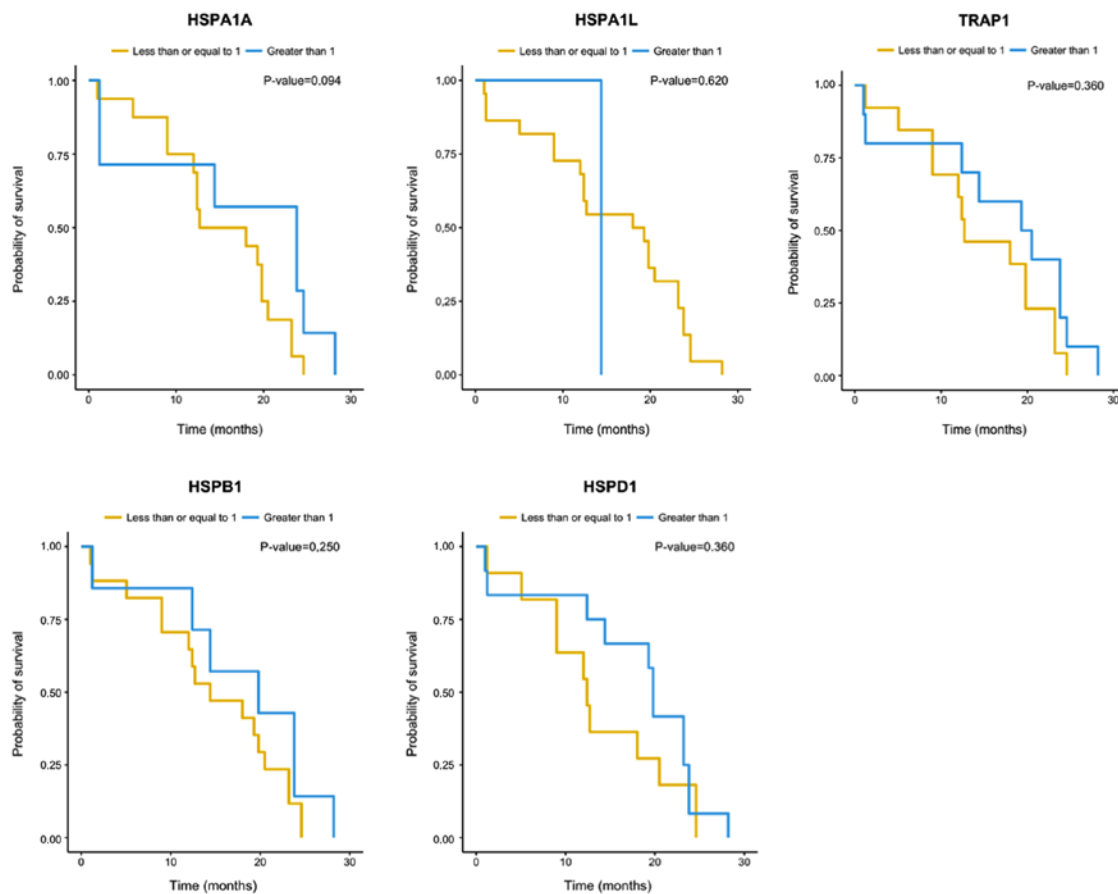 HSPA1A
Less than or equal to 1 Greater than 1
P-value=0.094
1.00
0.75
0.50
0.25
0.00
Probability of survival
0 10 20 30
Time (months)
HSPA1L
Less than or equal to 1 Greater than 1
P-value=0.620
1.00
0.75
0,50
0,25
0,00
Probability of survival
0 10 20 30
Time (months)
TRAP1
Less than or equal to 1 Greater than 1
P-value=0.360
1.00
0.75
0.50
0.25
0.00
Probability of survival
0 10 20 30
Time (months)
HSPB1
Less than or equal to 1 Greater than 1
P-value=0,250
1.00
0.75
0.50
0.25
0.00
Probability of survival
0 10 20 30
Time (months)
HSPD1
Less than or equal to 1 Greater than 1
P-value=0.360
1.00
0.75
0.50
0.25
0.00
Probability of survival
0 10 20 30
Time (months)